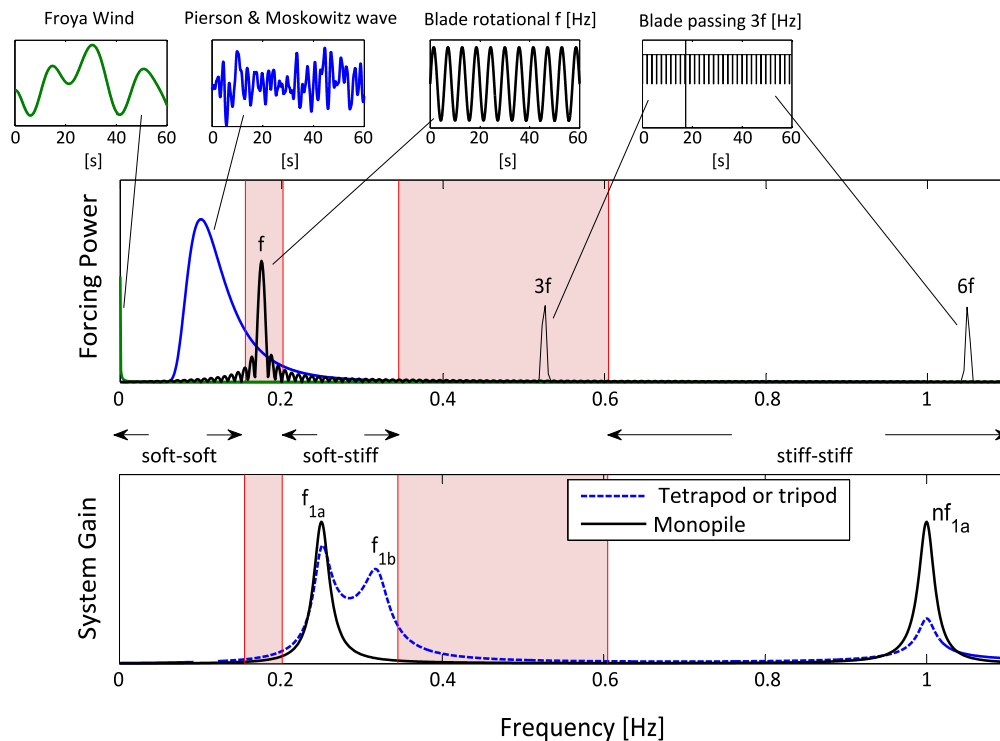 Froya Wind
Pierson & Moskowitz wave
Blade rotational f [Hz]
Blade passing 3f [Hz]
0 20 40 60
0 20 40 60
0 20 40 60
0 20 40 60
[s]
[s]
[s]
[s]
Forcing Power
f
3f
6f
0 0.2 0.4 0.6 0.8 1
soft-soft
soft-stiff
stiff-stiff
System Gain
f1a
f1b
Tetrapod or tripod
Monopile
nf1a
0 0.2 0.4 0.6 0.8 1
Frequency [Hz]